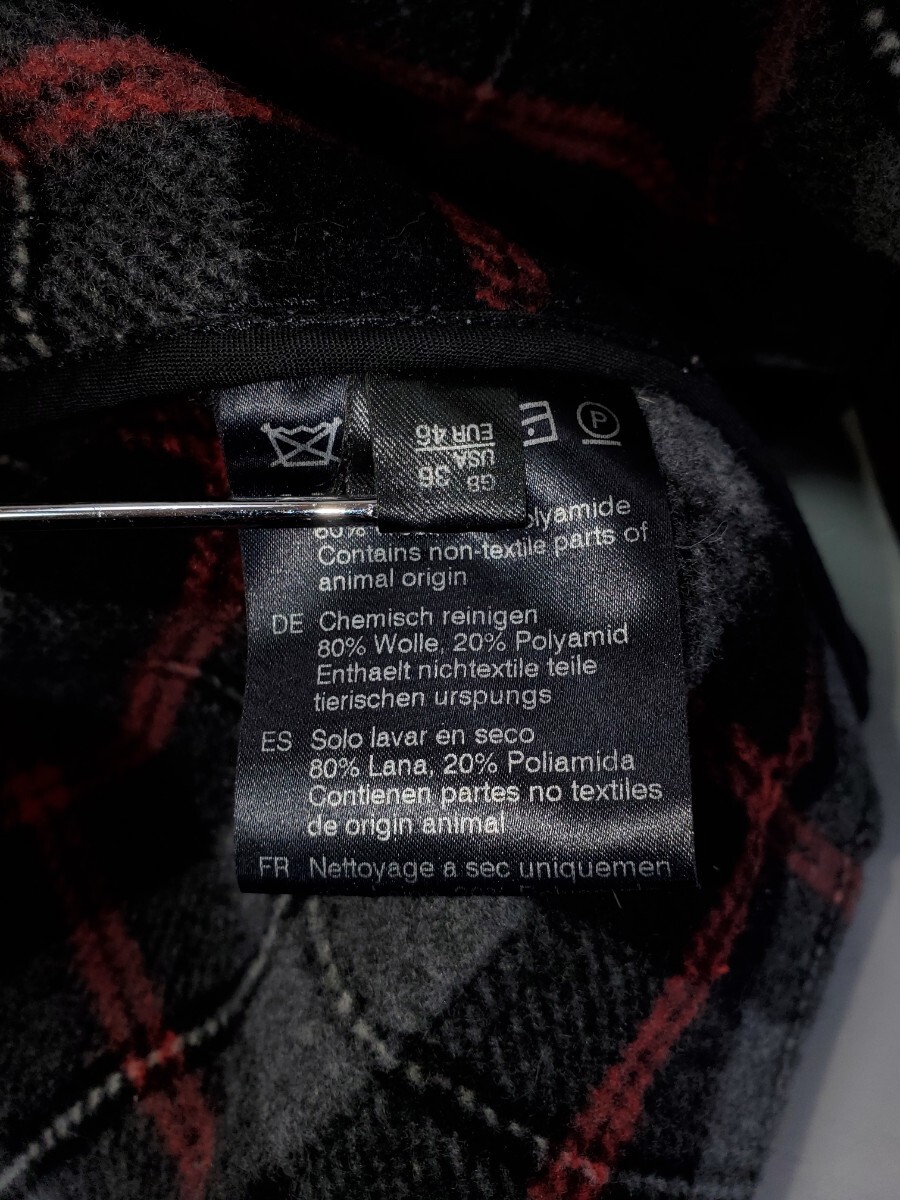 EUR 46
USA 36
GB
P
Contains non-textile parts of
animal origin
DE Chemisch reinigen
80% Wolle, 20% Polyamid
Enthaelt nichtextile teile
tierischen urspungs
ES Solo lavar en seco
80% Lana, 20% Poliamida
Contienen partes no textiles
de origin animal
FR Nettoyage a sec uniquemen